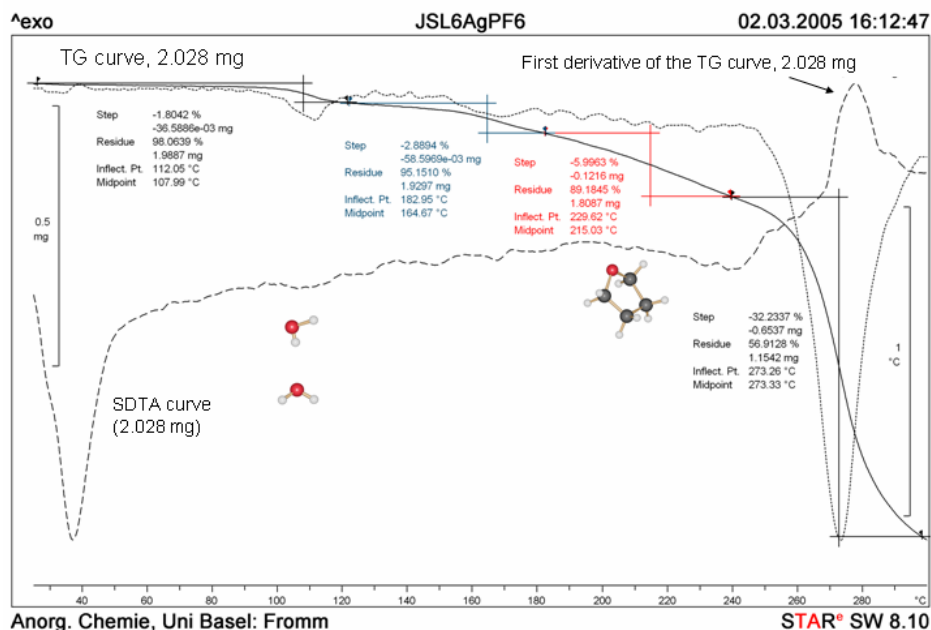 ^exo JSL6AgPF6 02.03.2005 16:12:47
TG curve, 2.028 mg
First derivative of the TG curve, 2.028 mg
Step -1.8042 %
-36.5886e-03 mg
Residue 98.0639 %
1.9887 mg
Inflect. Pt. 112.05 °C
Midpoint 107.99 °C
Step -2.8894 %
-58.5969e-03 mg
Residue 95.1510 %
1.9297 mg
Inflect. Pt. 182.95 °C
Midpoint 164.67 °C
Step -5.9963 %
-0.1216 mg
Residue 89.1845 %
1.8087 mg
Inflect. Pt. 229.62 °C
Midpoint 215.03 °C
0.5
mg
Step -32.2337 %
-0.6537 mg
Residue 56.9128 %
1.1542 mg
Inflect. Pt. 273.26 °C
Midpoint 273.33 °C
1
°C
SDTA curve
(2.028 mg)
40 60 80 100 120 140 160 180 200 220 240 260 280 °C
Anorg. Chemie, Uni Basel: Fromm STARe SW 8.10